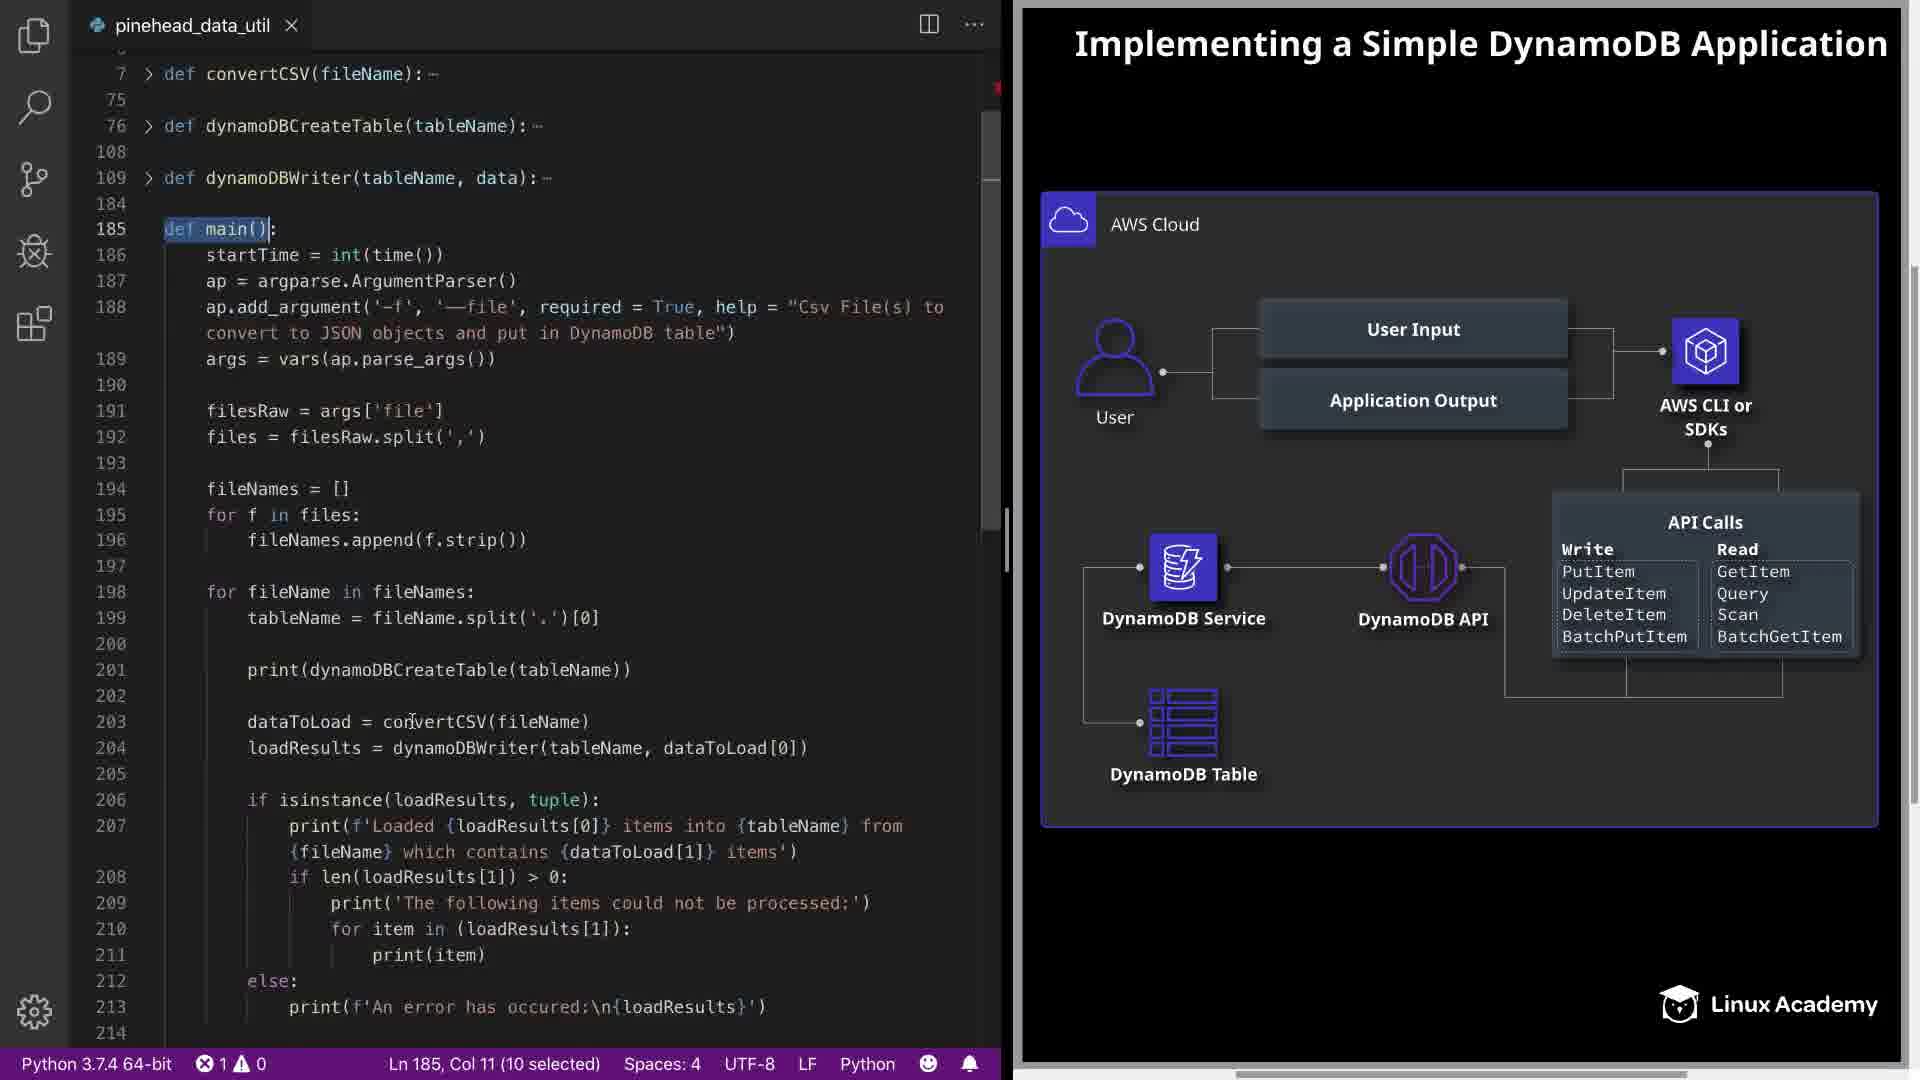 pinehead_data_util
7 def convertCSV(fileName):
75
76 def dynamoDBCreateTable(tableName):
108
109 def dynamoDBWriter(tableName, data):
184
185 def main():
186 startTime = int(time())
187 ap = argparse.ArgumentParser()
188 ap.add_argument('-f', '--file', required = True, help = "Csv File(s) to
convert to JSON objects and put in DynamoDB table")
189 args = vars(ap.parse_args())
190
191 filesRaw = args['file']
192 files = filesRaw.split(',')
193
194 fileNames = []
195 for f in files:
196 fileNames.append(f.strip())
197
198 for fileName in fileNames:
199 tableName = fileName.split('.')[0]
200
201 print(dynamoDBCreateTable(tableName))
202
203 dataToLoad = convertCSV(fileName)
204 loadResults = dynamoDBWriter(tableName, dataToLoad[0])
205
206 if isinstance(loadResults, tuple):
207 print(f'Loaded {loadResults[0]} items into {tableName} from
{fileName} which contains {dataToLoad[1]} items')
208 if len(loadResults[1]) > 0:
209 print('The following items could not be processed:')
210 for item in (loadResults[1]):
211 print(item)
212 else:
213 print(f'An error has occured:\n{loadResults}')
214
Python 3.7.4 64-bit 1 0 Ln 185, Col 11 (10 selected) Spaces: 4 UTF-8 LF Python
Implementing a Simple DynamoDB Application
AWS Cloud
User Input
Application Output
User
AWS CLI or
SDKs
API Calls
Write Read
PutItem GetItem
UpdateItem Query
DeleteItem Scan
BatchPutItem BatchGetItem
DynamoDB Service
DynamoDB API
DynamoDB Table
Linux Academy